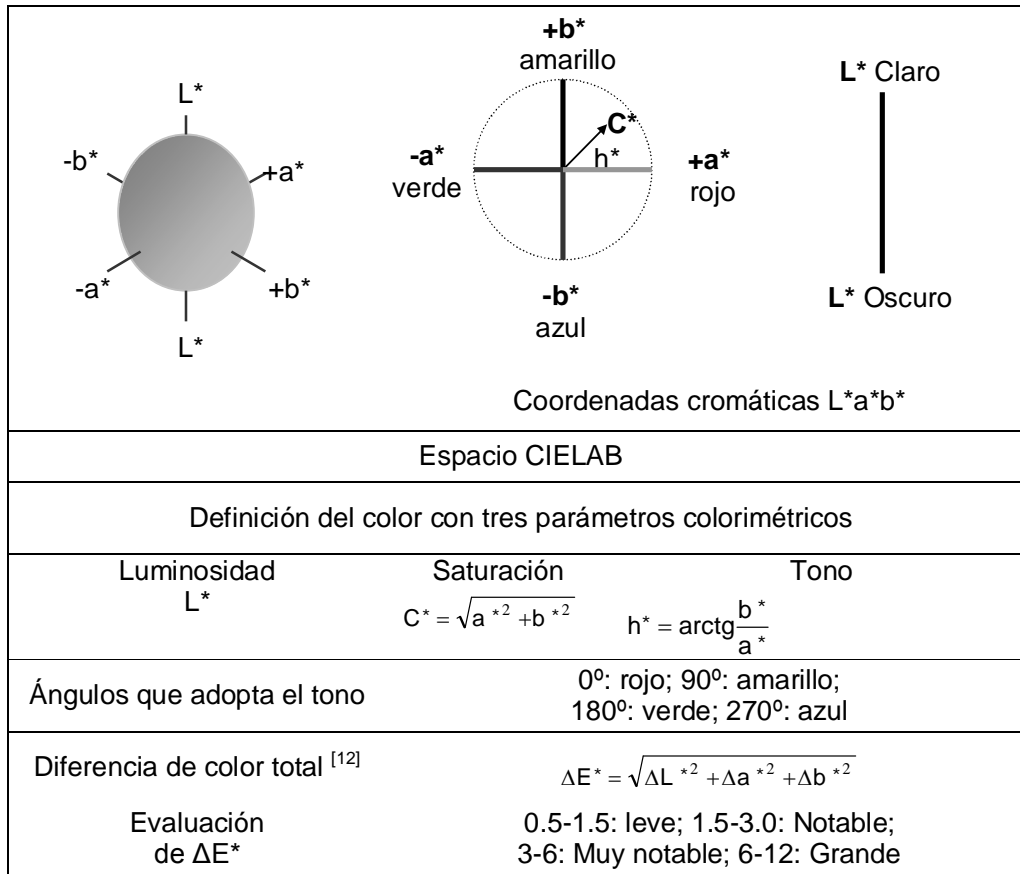 L*
-b*
+a*
-a*
+b*
L*
+b*
amarillo
C*
h*
-a*
verde
+a*
rojo
-b*
azul
L* Claro
L* Oscuro
Coordenadas cromáticas L*a*b*
Espacio CIELAB
Definición del color con tres parámetros colorimétricos
Luminosidad
L*
Saturación
C* = √a *² +b *²
Tono
h* = arctg b * / a *
Ángulos que adopta el tono
0º: rojo; 90º: amarillo;
180º: verde; 270º: azul
Diferencia de color total [12]
ΔE* = √ΔL *² + Δa *² + Δb *²
Evaluación
de ΔE*
0.5-1.5: leve; 1.5-3.0: Notable;
3-6: Muy notable; 6-12: Grande